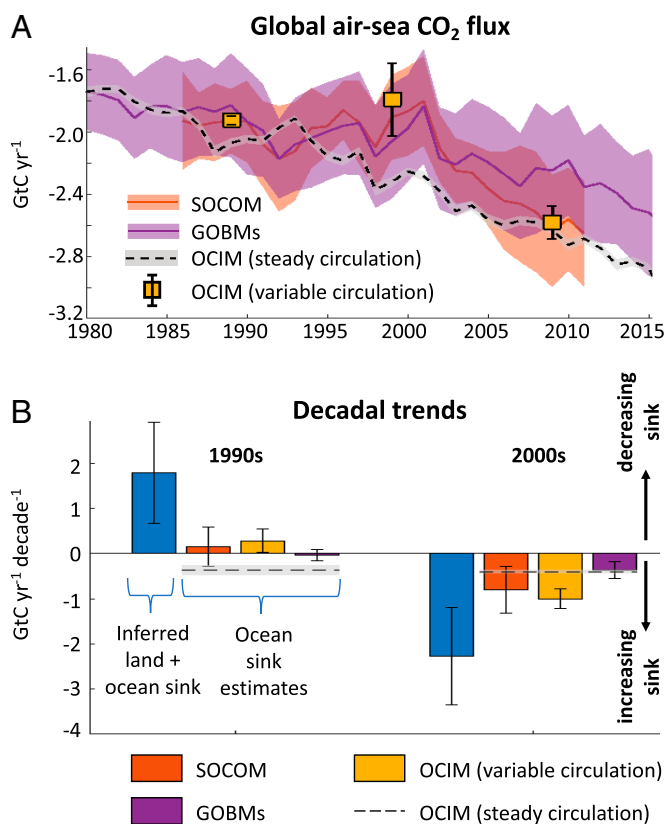 A
Global air-sea CO₂ flux
GtC yr⁻¹
-1.6
-2.0
-2.4
-2.8
-3.2
SOCOM
GOBMs
OCIM (steady circulation)
OCIM (variable circulation)
1980 1985 1990 1995 2000 2005 2010 2015
B
Decadal trends
1990s
2000s
decreasing
sink
increasing
sink
GtC yr⁻¹ decade⁻¹
2
1
0
-1
-2
-3
-4
Inferred
land +
ocean sink
Ocean
sink
estimates
SOCOM
OCIM (variable circulation)
GOBMs
OCIM (steady circulation)